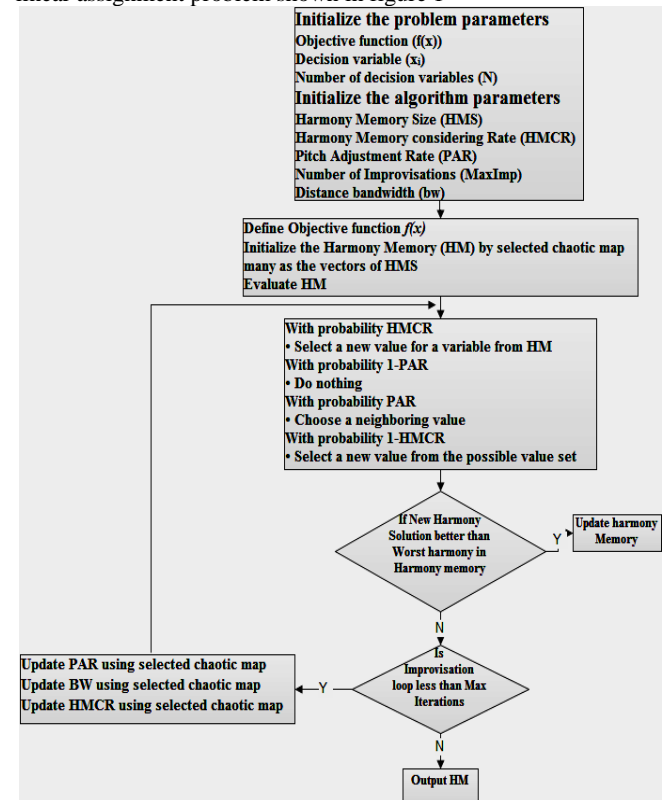 linear assignment problem shown in figure 1
Initialize the problem parameters
Objective function (f(x))
Decision variable (xi)
Number of decision variables (N)
Initialize the algorithm parameters
Harmony Memory Size (HMS)
Harmony Memory considering Rate (HMCR)
Pitch Adjustment Rate (PAR)
Number of Improvisations (MaxImp)
Distance bandwidth (bw)
Define Objective function f(x)
Initialize the Harmony Memory (HM) by selected chaotic map
many as the vectors of HMS
Evaluate HM
With probability HMCR
• Select a new value for a variable from HM
With probability 1-PAR
• Do nothing
With probability PAR
• Choose a neighboring value
With probability 1-HMCR
• Select a new value from the possible value set
If New Harmony
Solution better than
Worst harmony in
Harmony memory
Y
Update harmony
Memory
N
Is
Improvisation
loop less than Max
Iterations
Y
Update PAR using selected chaotic map
Update BW using selected chaotic map
Update HMCR using selected chaotic map
N
Output HM